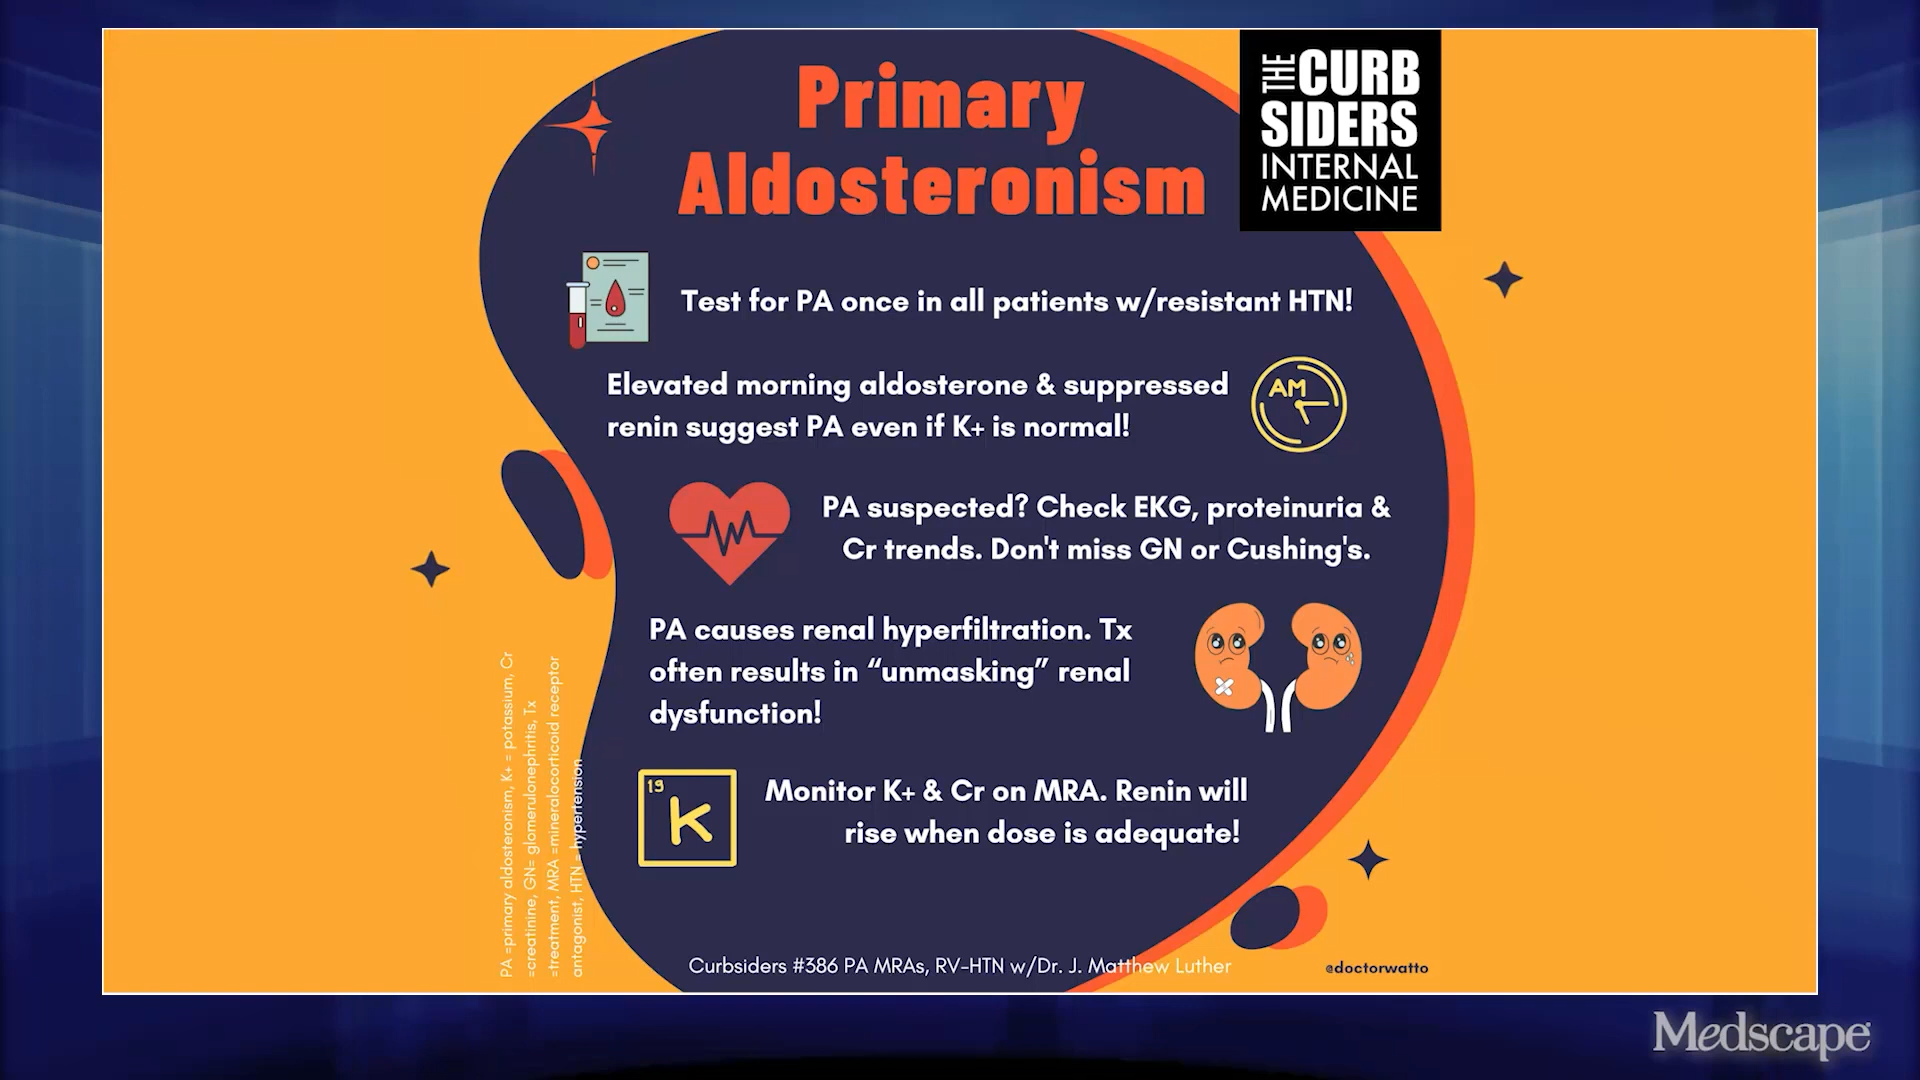 Primary
Aldosteronism
THE CURB
SIDERS
INTERNAL
MEDICINE
Test for PA once in all patients w/resistant HTN!
Elevated morning aldosterone & suppressed
renin suggest PA even if K+ is normal!
AM
PA suspected? Check EKG, proteinuria &
Cr trends. Don't miss GN or Cushing's.
PA causes renal hyperfiltration. Tx
often results in “unmasking” renal
dysfunction!
19
K
Monitor K+ & Cr on MRA. Renin will
rise when dose is adequate!
PA =primary aldosteronism, K+ = potassium, Cr
=creatinine, GN= glomerulonephritis, Tx
=treatment, MRA =mineralocorticoid receptor
antagonist, HTN = hypertension
Curbsiders #386 PA MRAs, RV-HTN w/Dr. J. Matthew Luther
@doctorwatto
Medscape